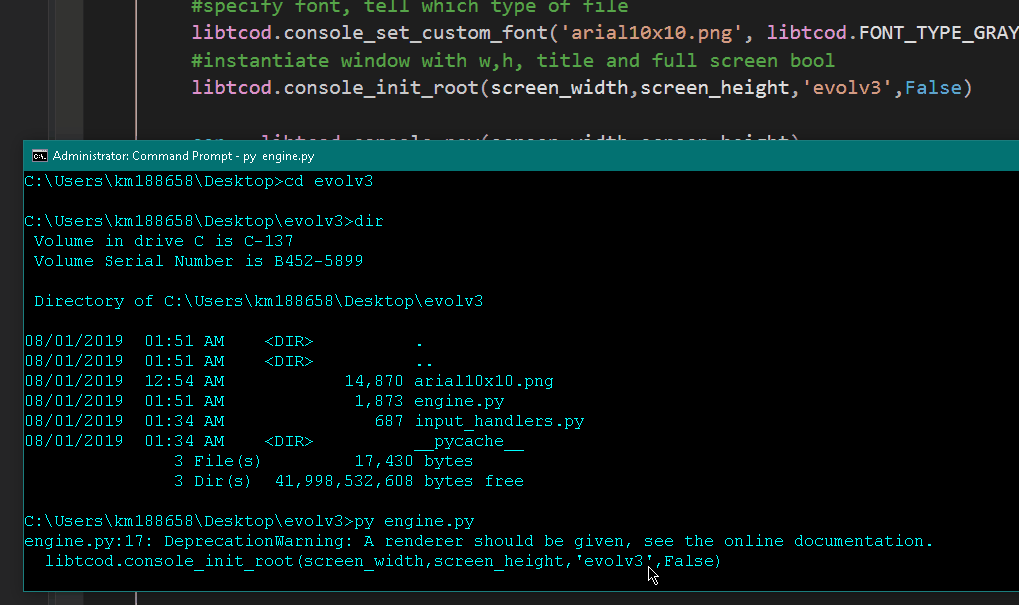 #specify font, tell which type of file
libtcod.console_set_custom_font('arial10x10.png', libtcod.FONT_TYPE_GRAY
#instantiate window with w,h, title and full screen bool
libtcod.console_init_root(screen_width,screen_height,'evolv3',False)
libtcod.console_new(screen_width,screen_height)
Administrator: Command Prompt - py engine.py
C:\Users\km188658\Desktop>cd evolv3
C:\Users\km188658\Desktop\evolv3>dir
Volume in drive C is C-137
Volume Serial Number is B452-5899
Directory of C:\Users\km188658\Desktop\evolv3
08/01/2019 01:51 AM <DIR> .
08/01/2019 01:51 AM <DIR> ..
08/01/2019 12:54 AM 14,870 arial10x10.png
08/01/2019 01:51 AM 1,873 engine.py
08/01/2019 01:34 AM 687 input_handlers.py
08/01/2019 01:34 AM <DIR> __pycache__
3 File(s) 17,430 bytes
3 Dir(s) 41,998,532,608 bytes free
C:\Users\km188658\Desktop\evolv3>py engine.py
engine.py:17: DeprecationWarning: A renderer should be given, see the online documentation.
libtcod.console_init_root(screen_width,screen_height,'evolv3',False)